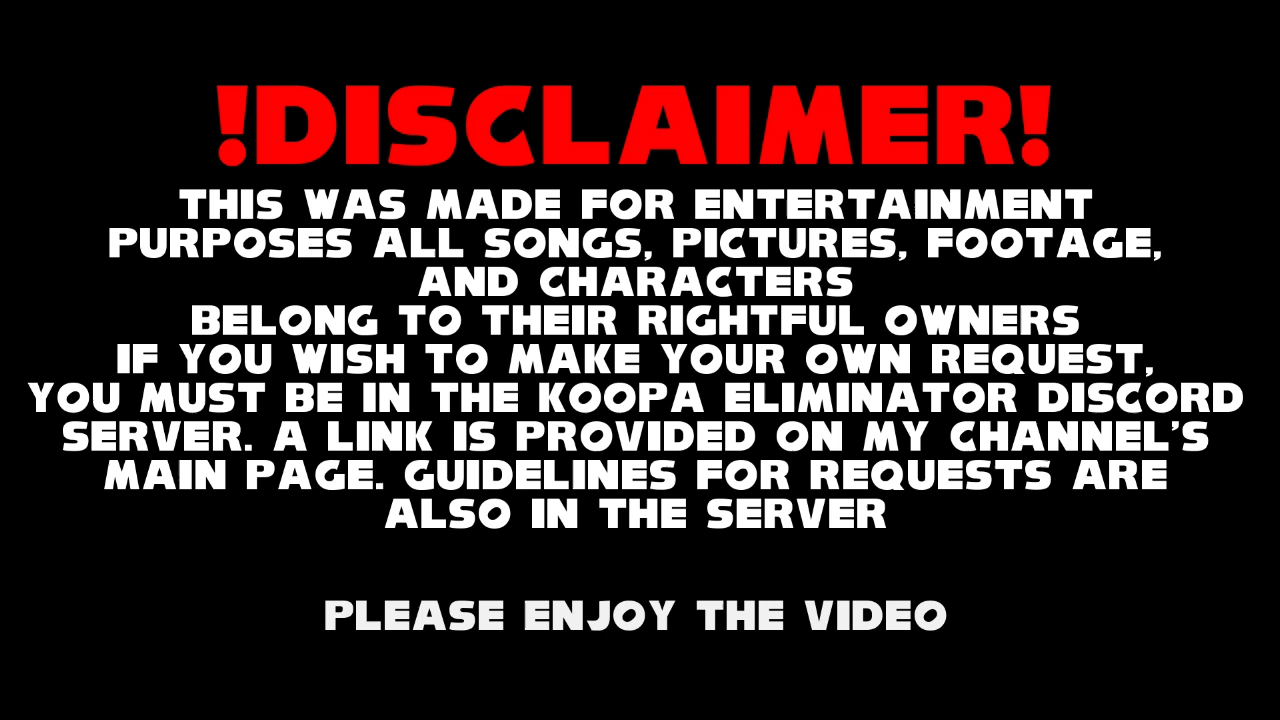 !DISCLAIMER!
THIS WAS MADE FOR ENTERTAINMENT
PURPOSES ALL SONGS, PICTURES, FOOTAGE,
AND CHARACTERS
BELONG TO THEIR RIGHTFUL OWNERS
IF YOU WISH TO MAKE YOUR OWN REQUEST,
YOU MUST BE IN THE KOOPA ELIMINATOR DISCORD
SERVER. A LINK IS PROVIDED ON MY CHANNEL'S
MAIN PAGE. GUIDELINES FOR REQUESTS ARE
ALSO IN THE SERVER
PLEASE ENJOY THE VIDEO